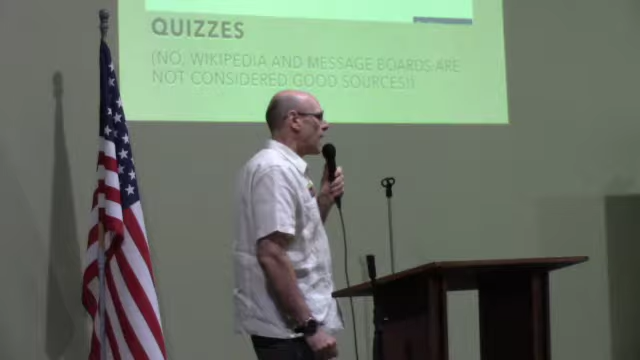 QUIZZES
(NO, WIKIPEDIA AND MESSAGE BOARDS ARE
NOT CONSIDERED GOOD SOURCES!)